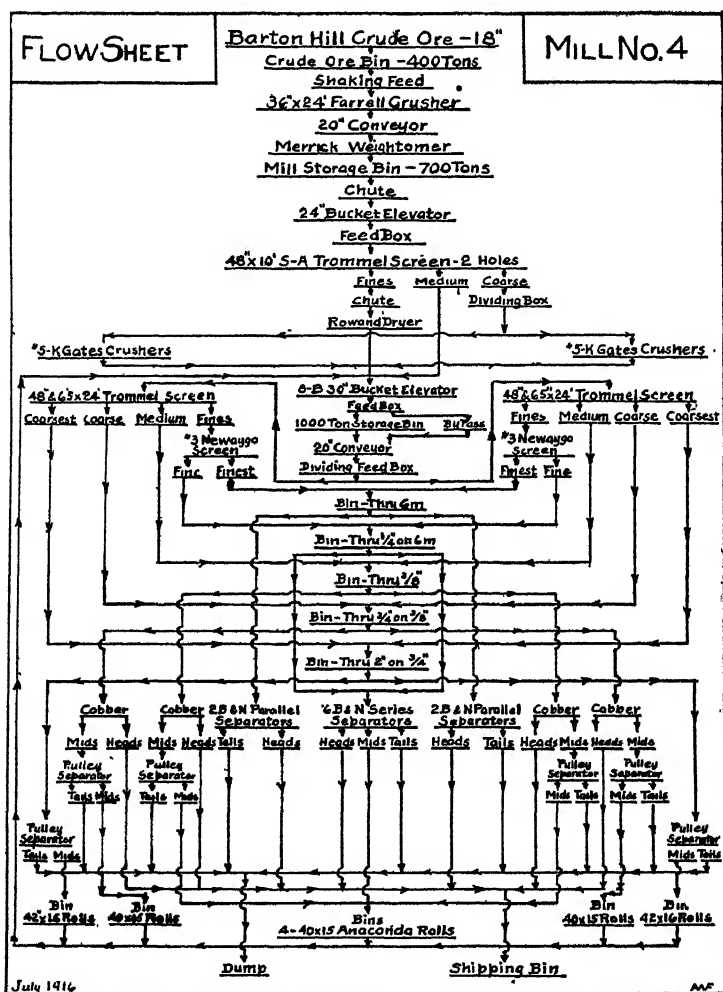 FLOWSHEET
MILL No. 4
Barton Hill Crude Ore - 18"
Crude Ore Bin - 400 Tons
Shaking Feed
36"x24" Farrell Crusher
20" Conveyor
Merrick Weightomer
Mill Storage Bin - 700 Tons
Chute
24" Bucket Elevator
Feed Box
48"x10' S-A Trommel Screen - 2 Holes
Fines Medium Coarse
Chute Dividing Box
Rowand Dryer
#5-K Gates Crushers #5-K Gates Crushers
48" & 65"x24' Trommel Screen 8-B 30" Bucket Elevator 48" & 65"x24' Trommel Screen
Coarsest Coarse Medium Fines Feed Box Fines Medium Coarse Coarsest
1000 Ton Storage Bin By Pass
#3 Newaygo Screen 20" Conveyor #3 Newaygo Screen
Fine Finest Dividing Feed Box Finest Fine
Bin - Thru 6m
Bin - Thru 1/4" on 6m
Bin - Thru 3/8"
Bin - Thru 3/4" on 3/8"
Bin - Thru 2" on 3/4"
Cobber Cobber 2 B & N Parallel Separators 6 B & N Series Separators 2 B & N Parallel Separators Cobber Cobber
Mids Heads Mids Heads Tails Heads Heads Mids Tails Heads Tails Heads Mids Heads Mids
Pulley Separator Pulley Separator Pulley Separator Pulley Separator
Tails Mids Tails Mids Mids Tails Mids Tails
Pulley Separator Pulley Separator
Tails Mids Mids Tails
Bin Bin Bins Bin Bin
42"x16 Rolls 40x15 Rolls 4-40x15 Anaconda Rolls 40x15 Rolls 42x16 Rolls
Dump Shipping Bin
July 1916